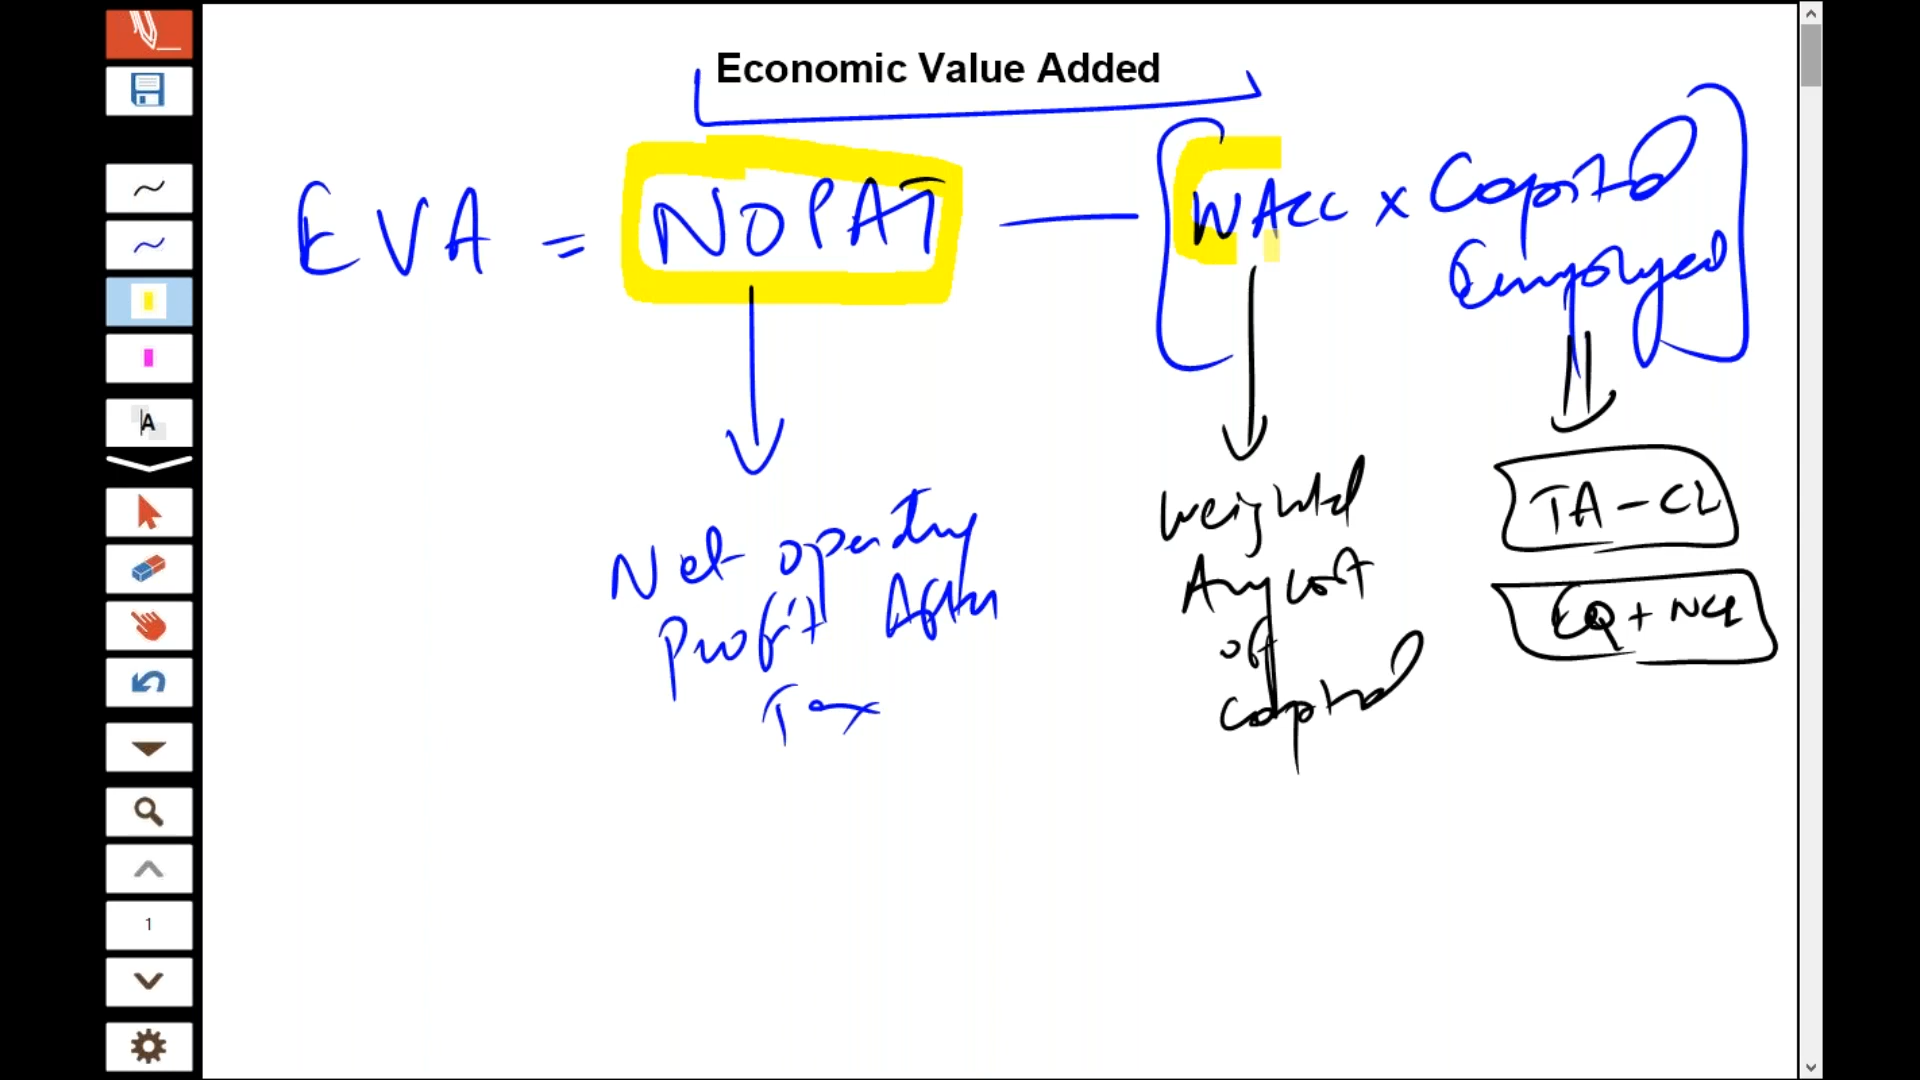 Economic Value Added
EVA = NOPAT — [WACC x Capital
Employed]
Net operating
Profit After
Tax
Weighted
Avg cost
of
capital
TA - CL
EQ + NCL
A
1